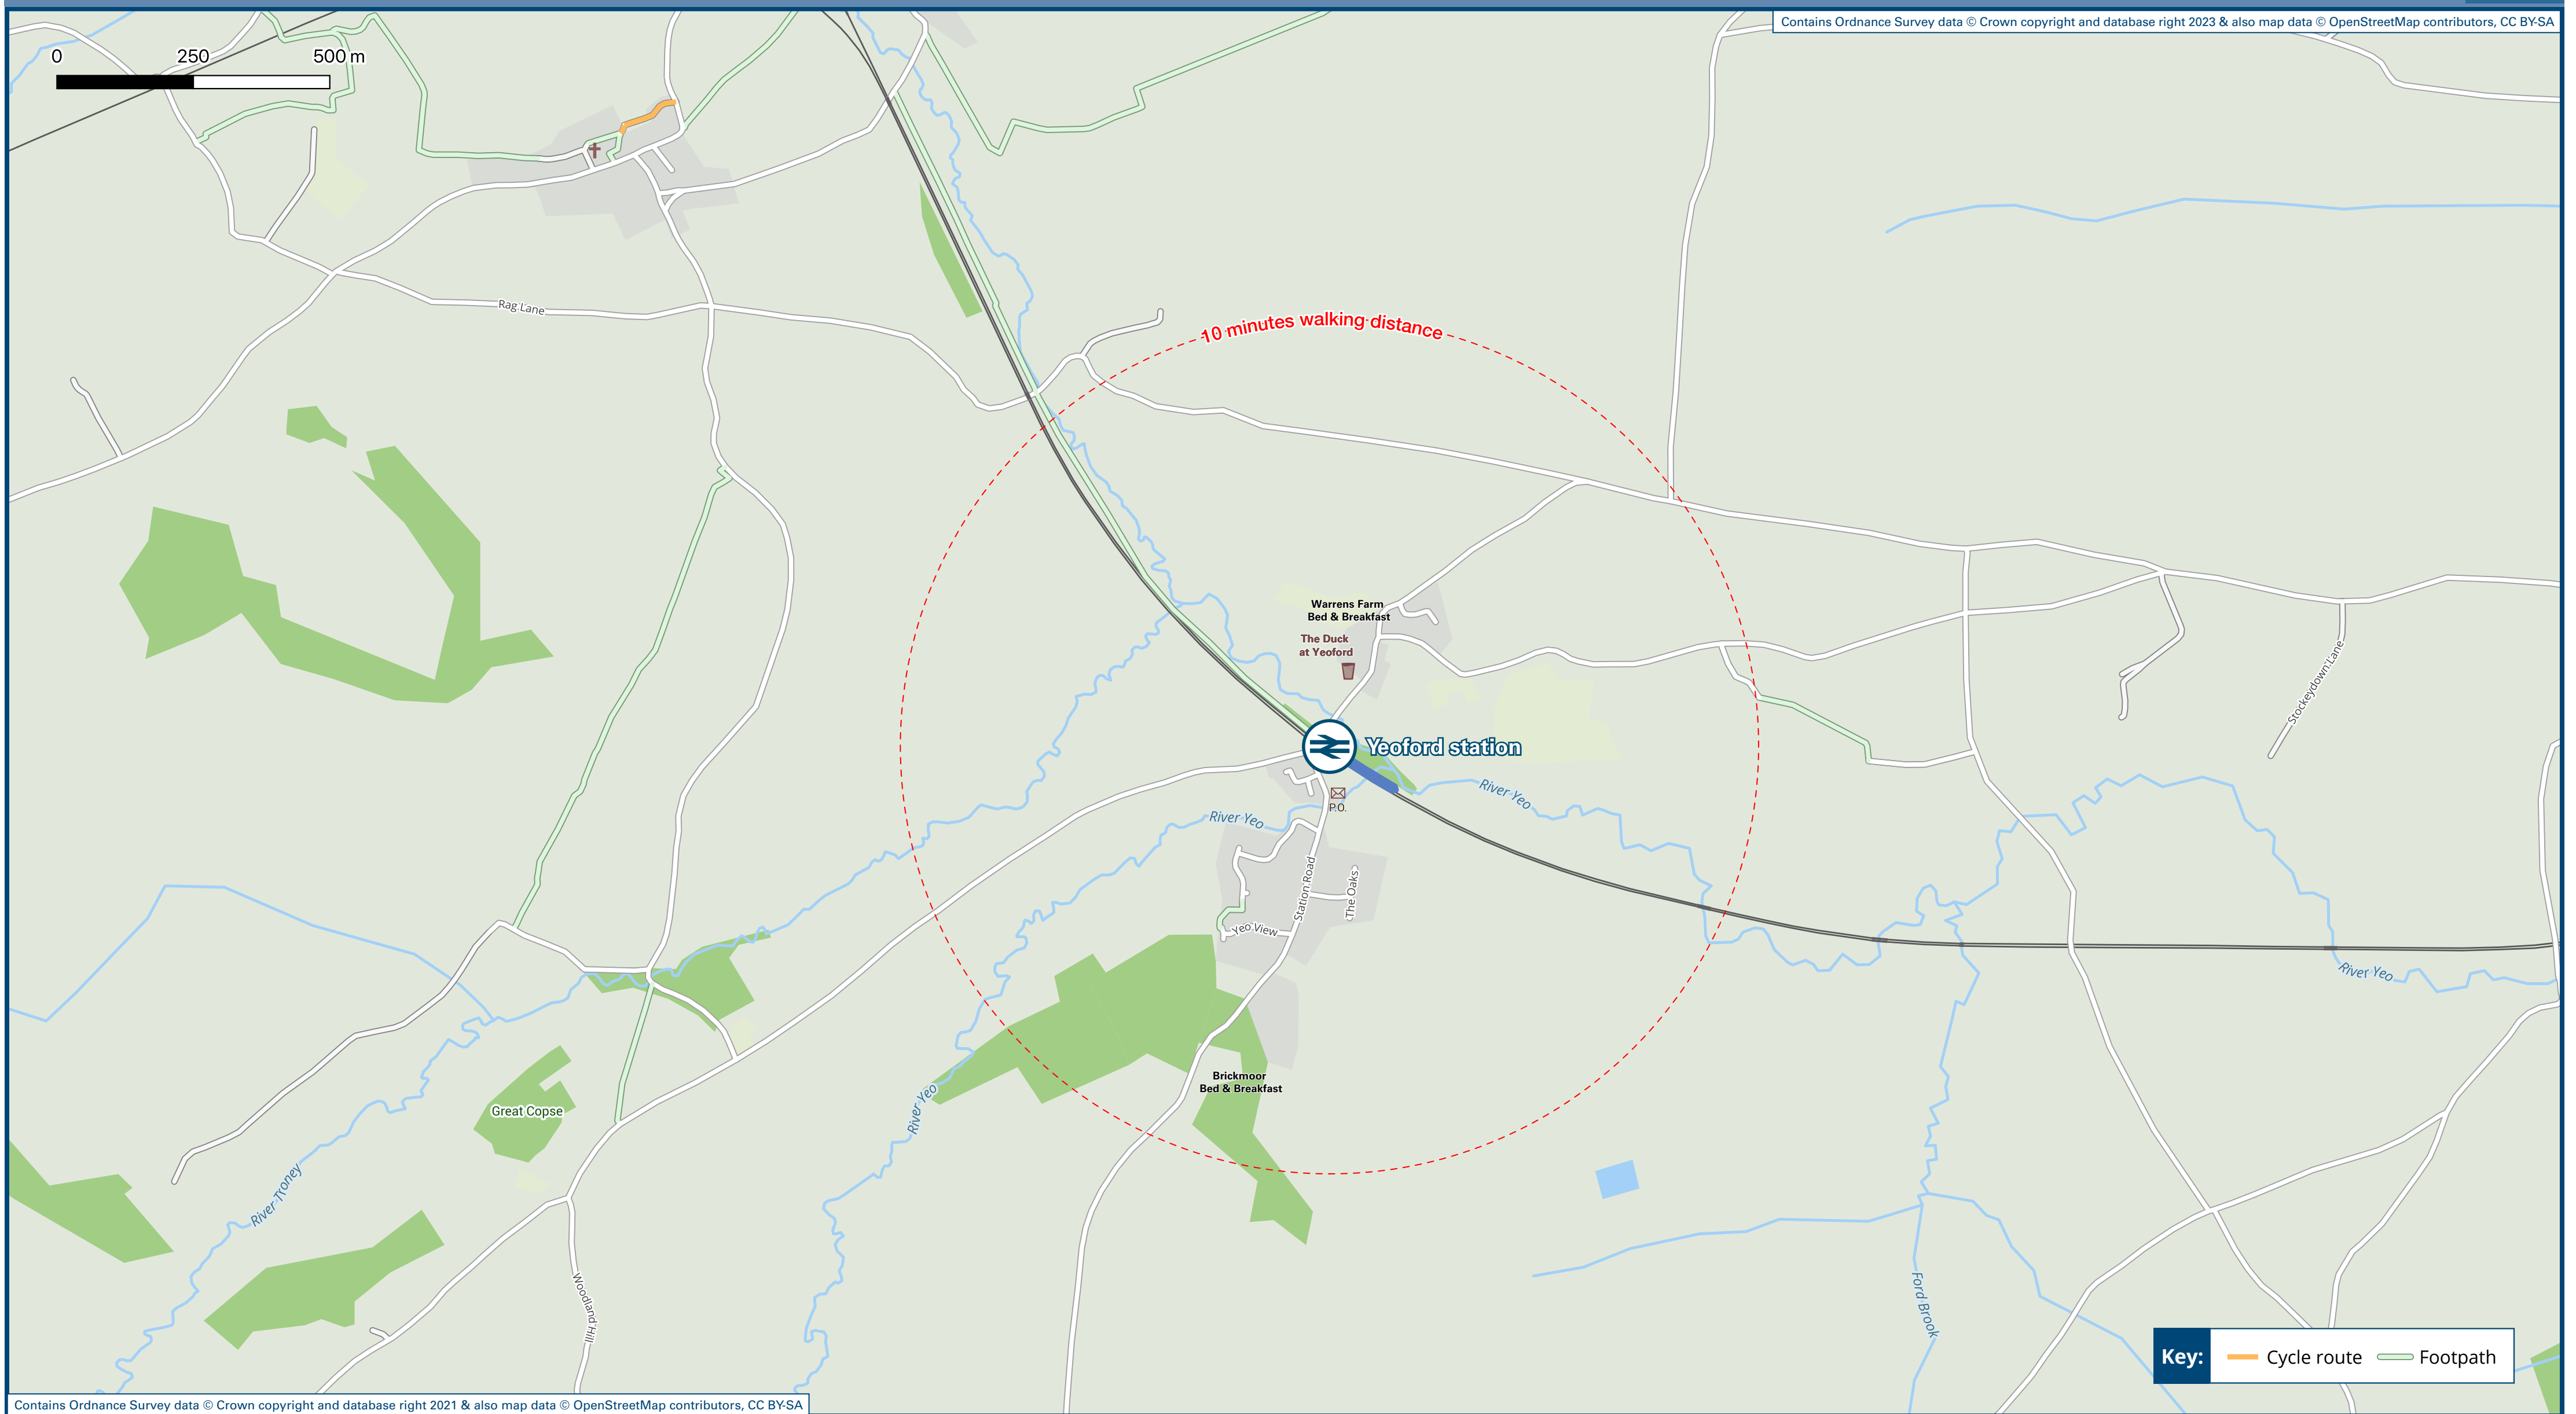 Contains Ordnance Survey data © Crown copyright and database right 2023 & also map data © OpenStreetMap contributors, CC BY-SA
0 250 500 m
Rag Lane
10 minutes walking distance
Warrens Farm
Bed & Breakfast
The Duck
at Yeoford
Stockeydown Lane
Yeoford station
River Yeo
P.O.
River Yeo
Station Road
The Oaks
Yeo View
River Yeo
Brickmoor
Bed & Breakfast
River Yeo
Great Copse
River Troney
Woodland Hill
Ford Brook
Key: Cycle route Footpath
Contains Ordnance Survey data © Crown copyright and database right 2021 & also map data © OpenStreetMap contributors, CC BY-SA